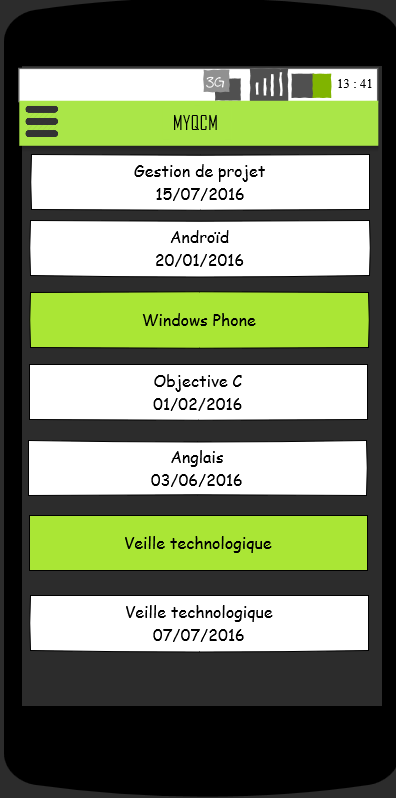 3G
13 : 41
MYQCM
Gestion de projet
15/07/2016
Androïd
20/01/2016
Windows Phone
Objective C
01/02/2016
Anglais
03/06/2016
Veille technologique
Veille technologique
07/07/2016